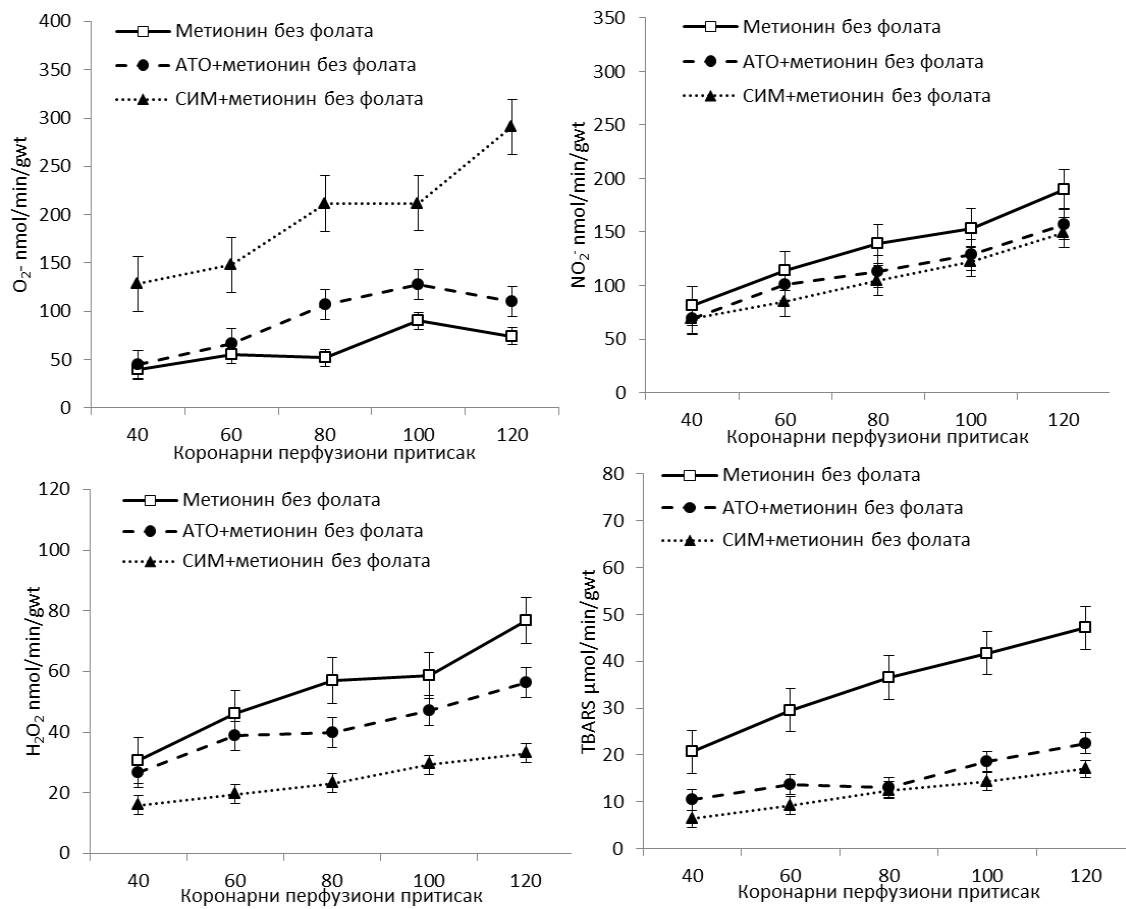 400
350
300
250
200
150
100
50
0
O₂- nmol/min/gwt
Метионин без фолата
АТО+метионин без фолата
СИМ+метионин без фолата
40 60 80 100 120
Коронарни перфузиони притисак
350
300
250
200
150
100
50
0
NO₂⁻ nmol/min/gwt
Метионин без фолата
АТО+метионин без фолата
СИМ+метионин без фолата
40 60 80 100 120
Коронарни перфузиони притисак
120
100
80
60
40
20
0
H₂O₂ nmol/min/gwt
Метионин без фолата
АТО+метионин без фолата
СИМ+метионин без фолата
40 60 80 100 120
Коронарни перфузиони притисак
80
70
60
50
40
30
20
10
0
TBARS µmol/min/gwt
Метионин без фолата
АТО+метионин без фолата
СИМ+метионин без фолата
40 60 80 100 120
Коронарни перфузиони притисак